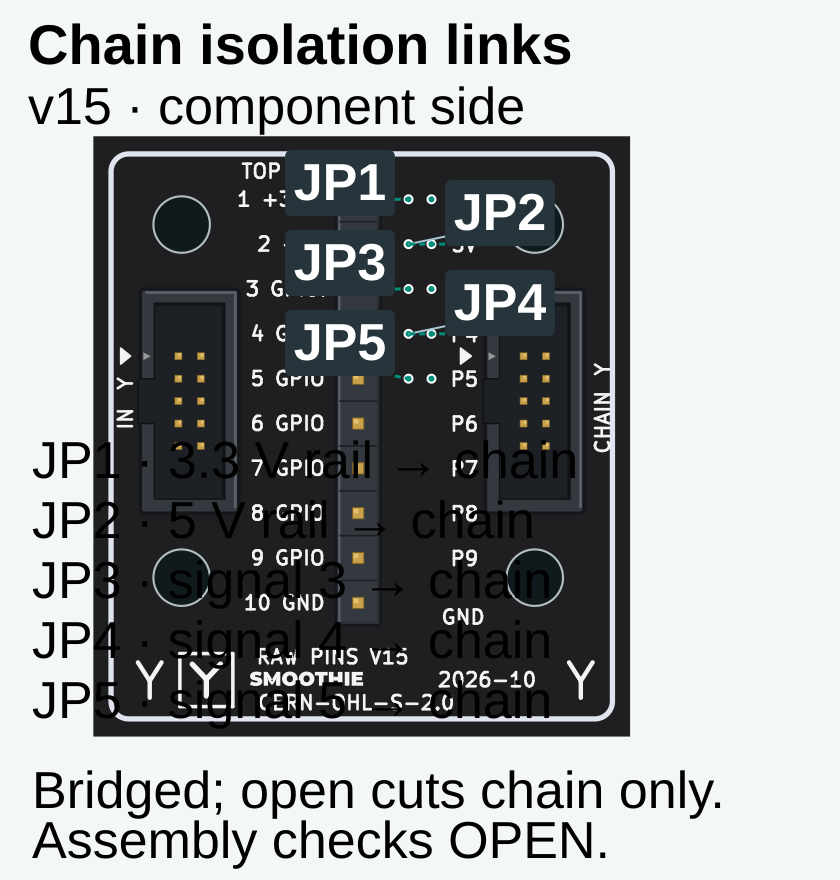 Chain isolation links
v15 · component side
TOP
JP1
1 +3
JP2
2
5V
JP3
3 GPIO
JP4
4 G
P4
JP5
5 GPIO
P5
6 GPIO
P6
IN Y
CHAIN Y
JP1 · 3.3 V rail → chain
7 GPIO
P7
8 GPIO
P8
JP2 · 5 V rail → chain
9 GPIO
P9
JP3 · signal 3 → chain
10 GND
GND
JP4 · signal 4 → chain
RAW PINS V15
Y Y
SMOOTHIE
2026-10
Y
JP5 · signal 5 → chain
CERN-OHL-S-2.0
Bridged; open cuts chain only.
Assembly checks OPEN.